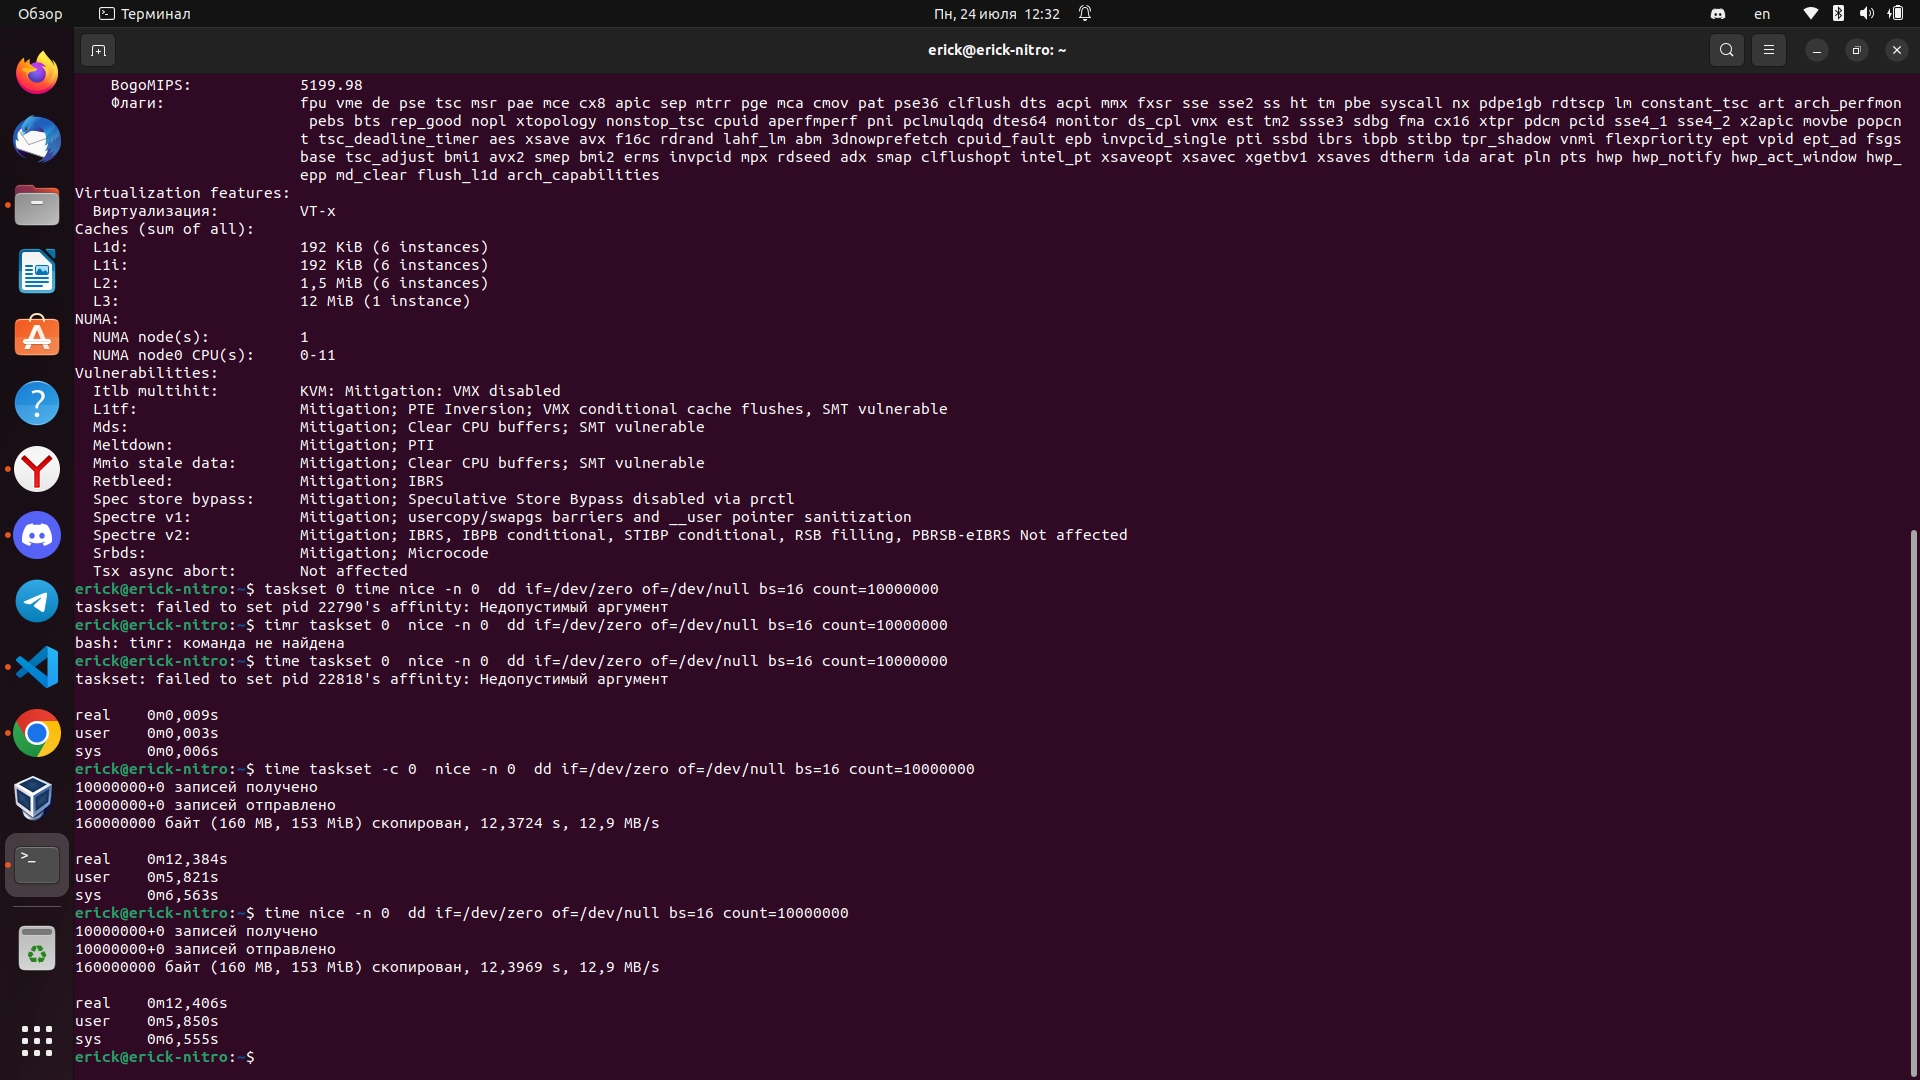 Обзор
Терминал
Пн, 24 июля 12:32
en
erick@erick-nitro: ~
BogoMIPS: 5199.98
Флаги: fpu vme de pse tsc msr pae mce cx8 apic sep mtrr pge mca cmov pat pse36 clflush dts acpi mmx fxsr sse sse2 ss ht tm pbe syscall nx pdpe1gb rdtscp lm constant_tsc art arch_perfmon
pebs bts rep_good nopl xtopology nonstop_tsc cpuid aperfmperf pni pclmulqdq dtes64 monitor ds_cpl vmx est tm2 ssse3 sdbg fma cx16 xtpr pdcm pcid sse4_1 sse4_2 x2apic movbe popcn
t tsc_deadline_timer aes xsave avx f16c rdrand lahf_lm abm 3dnowprefetch cpuid_fault epb invpcid_single pti ssbd ibrs ibpb stibp tpr_shadow vnmi flexpriority ept vpid ept_ad fsgs
base tsc_adjust bmi1 avx2 smep bmi2 erms invpcid mpx rdseed adx smap clflushopt intel_pt xsaveopt xsavec xgetbv1 xsaves dtherm ida arat pln pts hwp hwp_notify hwp_act_window hwp_
epp md_clear flush_l1d arch_capabilities
Virtualization features:
Виртуализация: VT-x
Caches (sum of all):
L1d: 192 KiB (6 instances)
L1i: 192 KiB (6 instances)
L2: 1,5 MiB (6 instances)
L3: 12 MiB (1 instance)
NUMA:
NUMA node(s): 1
NUMA node0 CPU(s): 0-11
Vulnerabilities:
Itlb multihit: KVM: Mitigation: VMX disabled
L1tf: Mitigation; PTE Inversion; VMX conditional cache flushes, SMT vulnerable
Mds: Mitigation; Clear CPU buffers; SMT vulnerable
Meltdown: Mitigation; PTI
Mmio stale data: Mitigation; Clear CPU buffers; SMT vulnerable
Retbleed: Mitigation; IBRS
Spec store bypass: Mitigation; Speculative Store Bypass disabled via prctl
Spectre v1: Mitigation; usercopy/swapgs barriers and __user pointer sanitization
Spectre v2: Mitigation; IBRS, IBPB conditional, STIBP conditional, RSB filling, PBRSB-eIBRS Not affected
Srbds: Mitigation; Microcode
Tsx async abort: Not affected
erick@erick-nitro:~$ taskset 0 time nice -n 0  dd if=/dev/zero of=/dev/null bs=16 count=10000000
taskset: failed to set pid 22790's affinity: Недопустимый аргумент
erick@erick-nitro:~$ timr taskset 0  nice -n 0  dd if=/dev/zero of=/dev/null bs=16 count=10000000
bash: timr: команда не найдена
erick@erick-nitro:~$ time taskset 0  nice -n 0  dd if=/dev/zero of=/dev/null bs=16 count=10000000
taskset: failed to set pid 22818's affinity: Недопустимый аргумент
real 0m0,009s
user 0m0,003s
sys 0m0,006s
erick@erick-nitro:~$ time taskset -c 0  nice -n 0  dd if=/dev/zero of=/dev/null bs=16 count=10000000
10000000+0 записей получено
10000000+0 записей отправлено
160000000 байт (160 MB, 153 MiB) скопирован, 12,3724 s, 12,9 MB/s
real 0m12,384s
user 0m5,821s
sys 0m6,563s
erick@erick-nitro:~$ time nice -n 0  dd if=/dev/zero of=/dev/null bs=16 count=10000000
10000000+0 записей получено
10000000+0 записей отправлено
160000000 байт (160 MB, 153 MiB) скопирован, 12,3969 s, 12,9 MB/s
real 0m12,406s
user 0m5,850s
sys 0m6,555s
erick@erick-nitro:~$